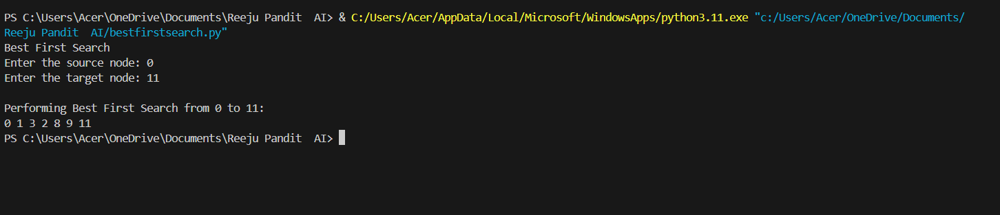 PS C:\Users\Acer\OneDrive\Documents\Reeju Pandit  AI> & C:/Users/Acer/AppData/Local/Microsoft/WindowsApps/python3.11.exe "c:/Users/Acer/OneDrive/Documents/
Reeju Pandit  AI/bestfirstsearch.py"
Best First Search
Enter the source node: 0
Enter the target node: 11
Performing Best First Search from 0 to 11:
0 1 3 2 8 9 11
PS C:\Users\Acer\OneDrive\Documents\Reeju Pandit  AI>